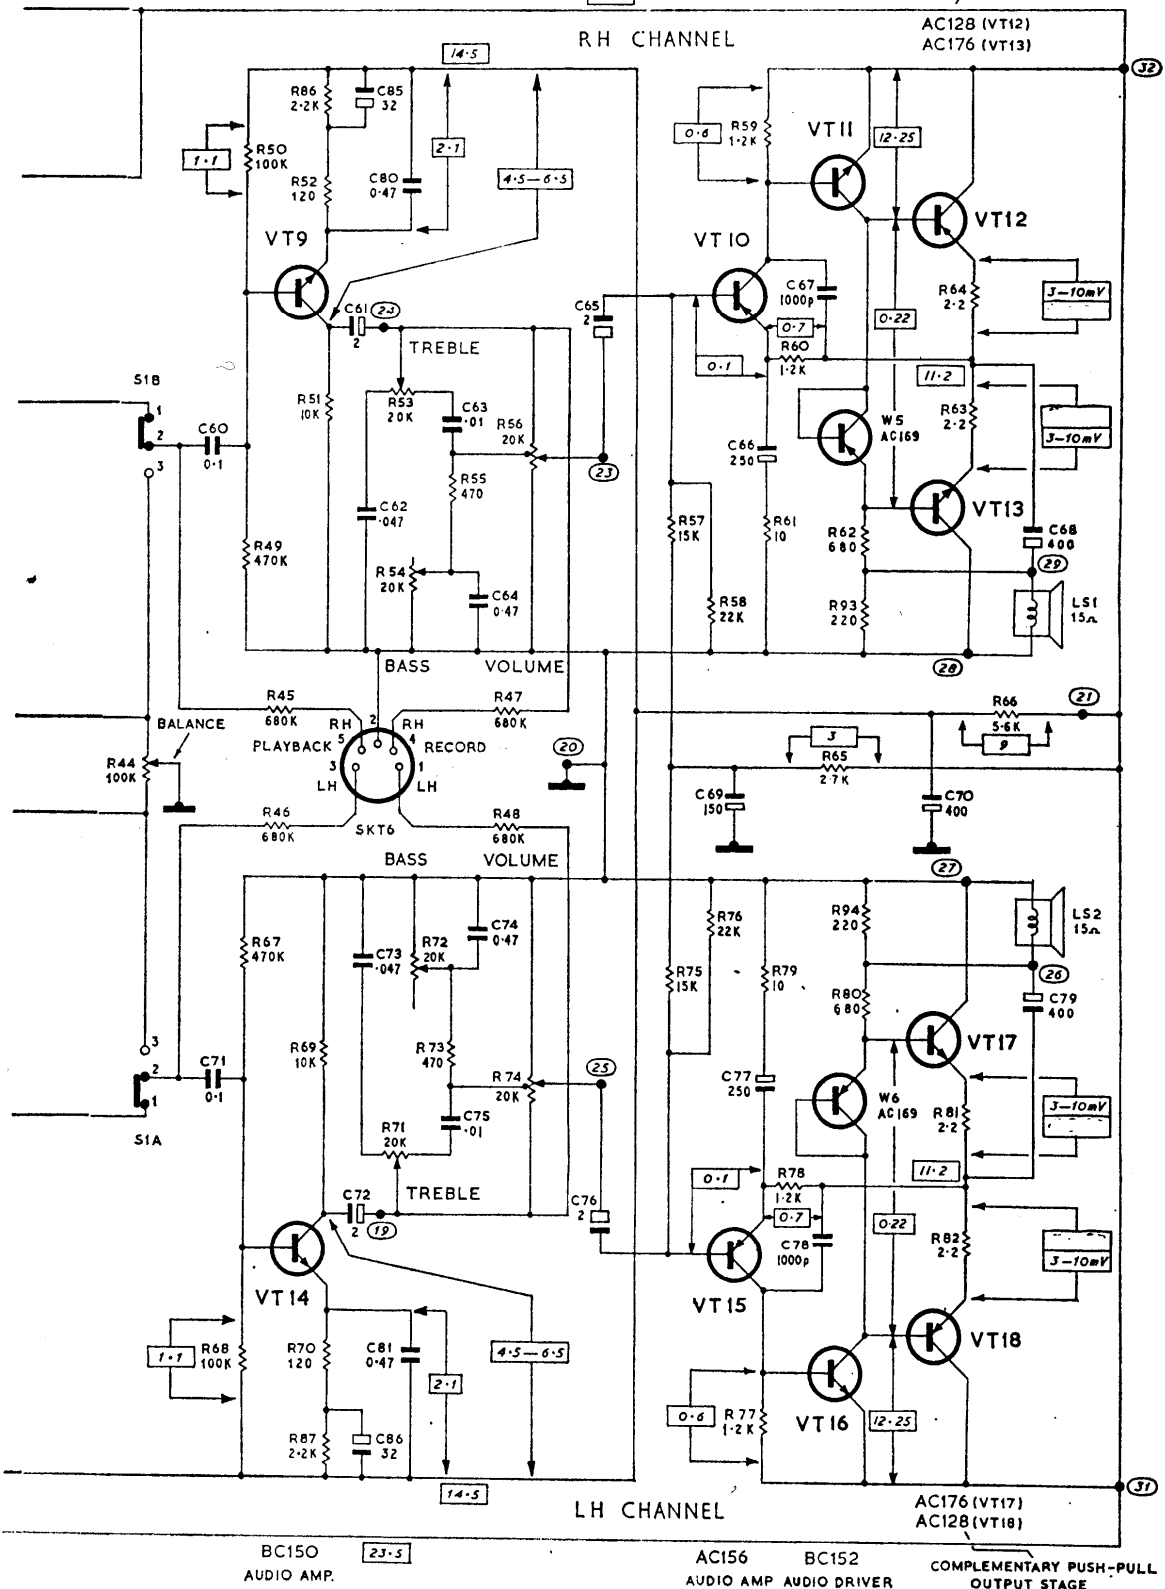 RH CHANNEL
AC128 (VT12)
AC176 (VT13)
14·5
32
R86
2·2K
C85
32
R50
100K
1·1
R52
120
C80
0·47
2·1
4·5—6·5
VT9
0·6
R59
1·2K
VT11
12·25
VT12
VT10
C67
1000p
R64
2·2
3—10mV
C61
2
C65
2
0·7
R60
1·2K
0·22
0·1
11·2
TREBLE
S1B
1
2
3
R51
10K
R53
20K
C63
·01
R56
20K
W5
AC169
R63
2·2
3—10mV
C60
0·1
C66
250
23
R55
470
C62
·047
VT13
R57
15K
R61
10
R62
680
C68
400
29
R49
470K
R54
20K
C64
0·47
R58
22K
R93
220
LS1
15Ω
BASS
VOLUME
28
R45
680K
R47
680K
21
R66
5·6K
9
RH
2
RH
BALANCE
PLAYBACK
5
4
RECORD
20
3
R65
2·7K
R44
100K
3
1
LH
LH
C69
150
C70
400
R46
680K
SKT6
R48
680K
BASS
VOLUME
27
R67
470K
C73
·047
R72
20K
C74
0·47
R76
22K
R94
220
LS2
15Ω
R75
15K
R79
10
R80
680
26
C79
400
3
2
1
C71
0·1
S1A
R69
10K
R73
470
R74
20K
25
VT17
C77
250
W6
AC169
R81
2·2
3—10mV
C75
·01
R71
20K
TREBLE
0·1
R78
1·2K
11·2
C72
2
19
C76
2
0·7
C78
1000p
0·22
R82
2·2
3—10mV
VT14
VT15
VT18
1·1
R68
100K
R70
120
C81
0·47
2·1
4·5—6·5
0·6
R77
1·2K
VT16
12·25
R87
2·2K
C86
32
14·5
31
LH CHANNEL
AC176 (VT17)
AC128 (VT18)
BC150
23·5
AC156
BC152
AUDIO AMP.
AUDIO AMP
AUDIO DRIVER
COMPLEMENTARY PUSH-PULL
OUTPUT STAGE